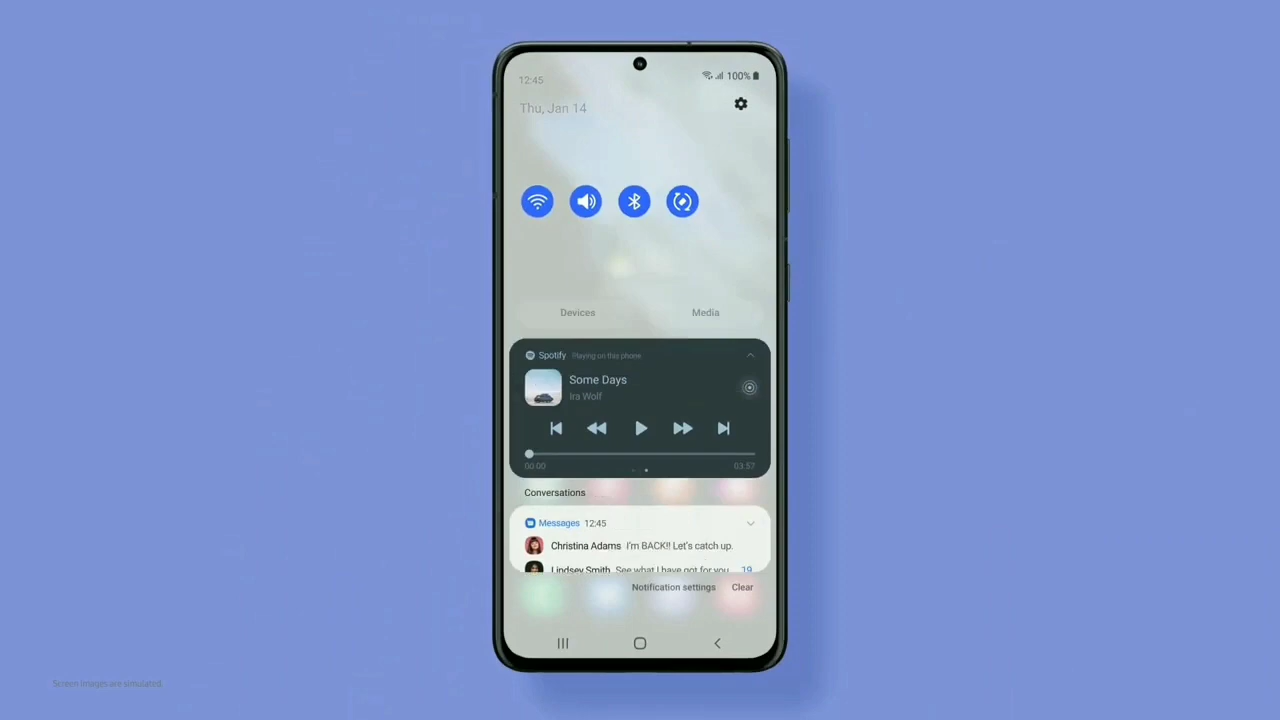 12:45
100%
Thu, Jan 14
Devices Media
Spotify Playing on this phone
Some Days
Ira Wolf
00:00 03:57
Conversations
Messages 12:45
Christina Adams I'm BACK!! Let's catch up.
Lindsey Smith See what I have got for you 19
Notification settings Clear
Screen images are simulated.